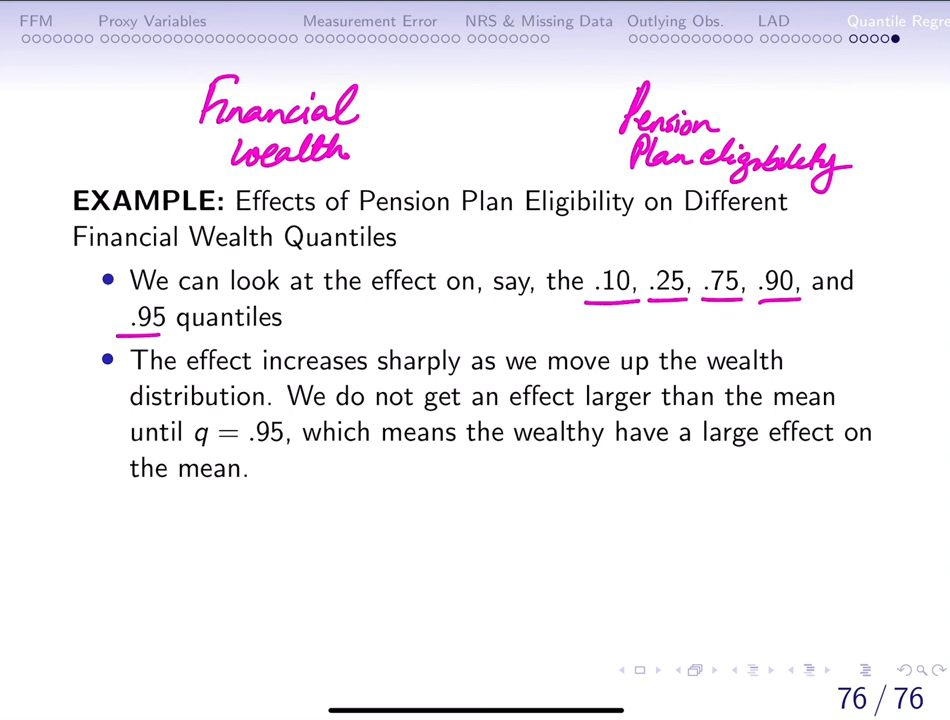 FFM Proxy Variables Measurement Error NRS & Missing Data Outlying Obs. LAD Quantile Regre
Financial
wealth
Pension
Plan eligibility
EXAMPLE: Effects of Pension Plan Eligibility on Different
Financial Wealth Quantiles
We can look at the effect on, say, the .10, .25, .75, .90, and
.95 quantiles
The effect increases sharply as we move up the wealth
distribution. We do not get an effect larger than the mean
until q = .95, which means the wealthy have a large effect on
the mean.
76 / 76